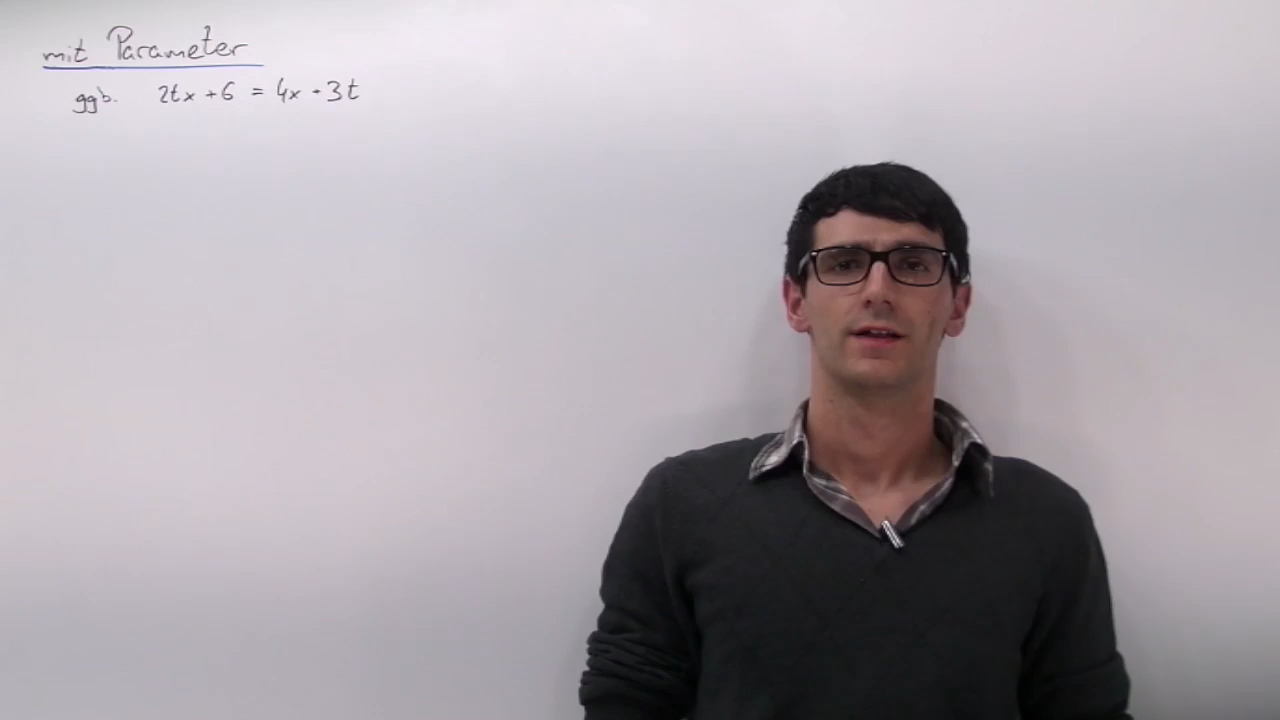 mit Parameter
ggb. 2tx + 6 = 4x + 3t